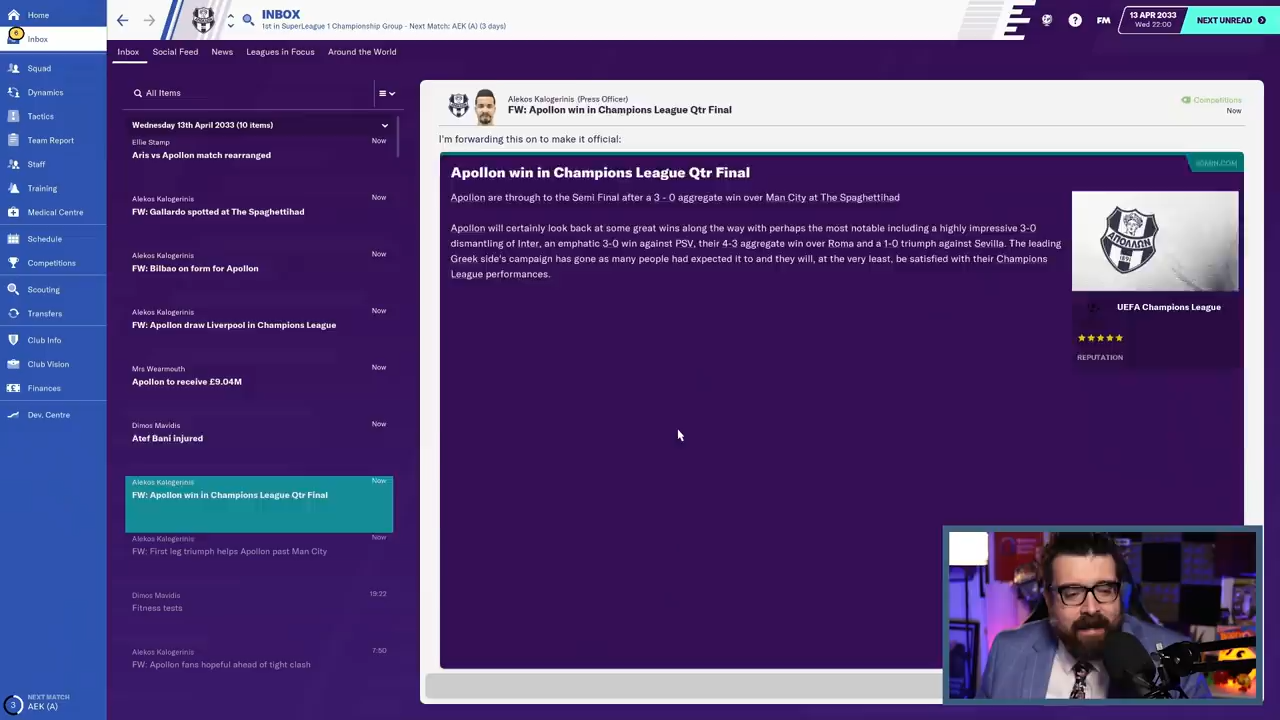 Home
INBOX
1st in SuperLeague 1 Championship Group - Next Match: AEK (A) (3 days)
FM
13 APR 2033
Wed 22:00
NEXT UNREAD
6
Inbox
Inbox
Social Feed
News
Leagues in Focus
Around the World
Squad
Dynamics
Tactics
Team Report
Staff
Training
Medical Centre
Schedule
Competitions
Scouting
Transfers
Club Info
Club Vision
Finances
Dev. Centre
3
NEXT MATCH
AEK (A)
All Items
Wednesday 13th April 2033 (10 items)
Ellie Stamp
Now
Aris vs Apollon match rearranged
Alekos Kalogerinis
Now
FW: Gallardo spotted at The Spaghettihad
Alekos Kalogerinis
Now
FW: Bilbao on form for Apollon
Alekos Kalogerinis
Now
FW: Apollon draw Liverpool in Champions League
Mrs Wearmouth
Now
Apollon to receive £9.04M
Dimos Mavidis
Now
Atef Bani injured
Alekos Kalogerinis
Now
FW: Apollon win in Champions League Qtr Final
Alekos Kalogerinis
Now
FW: First leg triumph helps Apollon past Man City
Dimos Mavidis
19:22
Fitness tests
Alekos Kalogerinis
7:50
FW: Apollon fans hopeful ahead of tight clash
Alekos Kalogerinis (Press Officer)
FW: Apollon win in Champions League Qtr Final
Competitions
Now
I'm forwarding this on to make it official:
Apollon win in Champions League Qtr Final
Apollon are through to the Semi Final after a 3 - 0 aggregate win over Man City at The Spaghettihad
Apollon will certainly look back at some great wins along the way with perhaps the most notable including a highly impressive 3-0
dismantling of Inter, an emphatic 3-0 win against PSV, their 4-3 aggregate win over Roma and a 1-0 triumph against Sevilla. The leading
Greek side's campaign has gone as many people had expected it to and they will, at the very least, be satisfied with their Champions
League performances.
ΑΠΟΛΛΩΝ
UEFA Champions League
REPUTATION